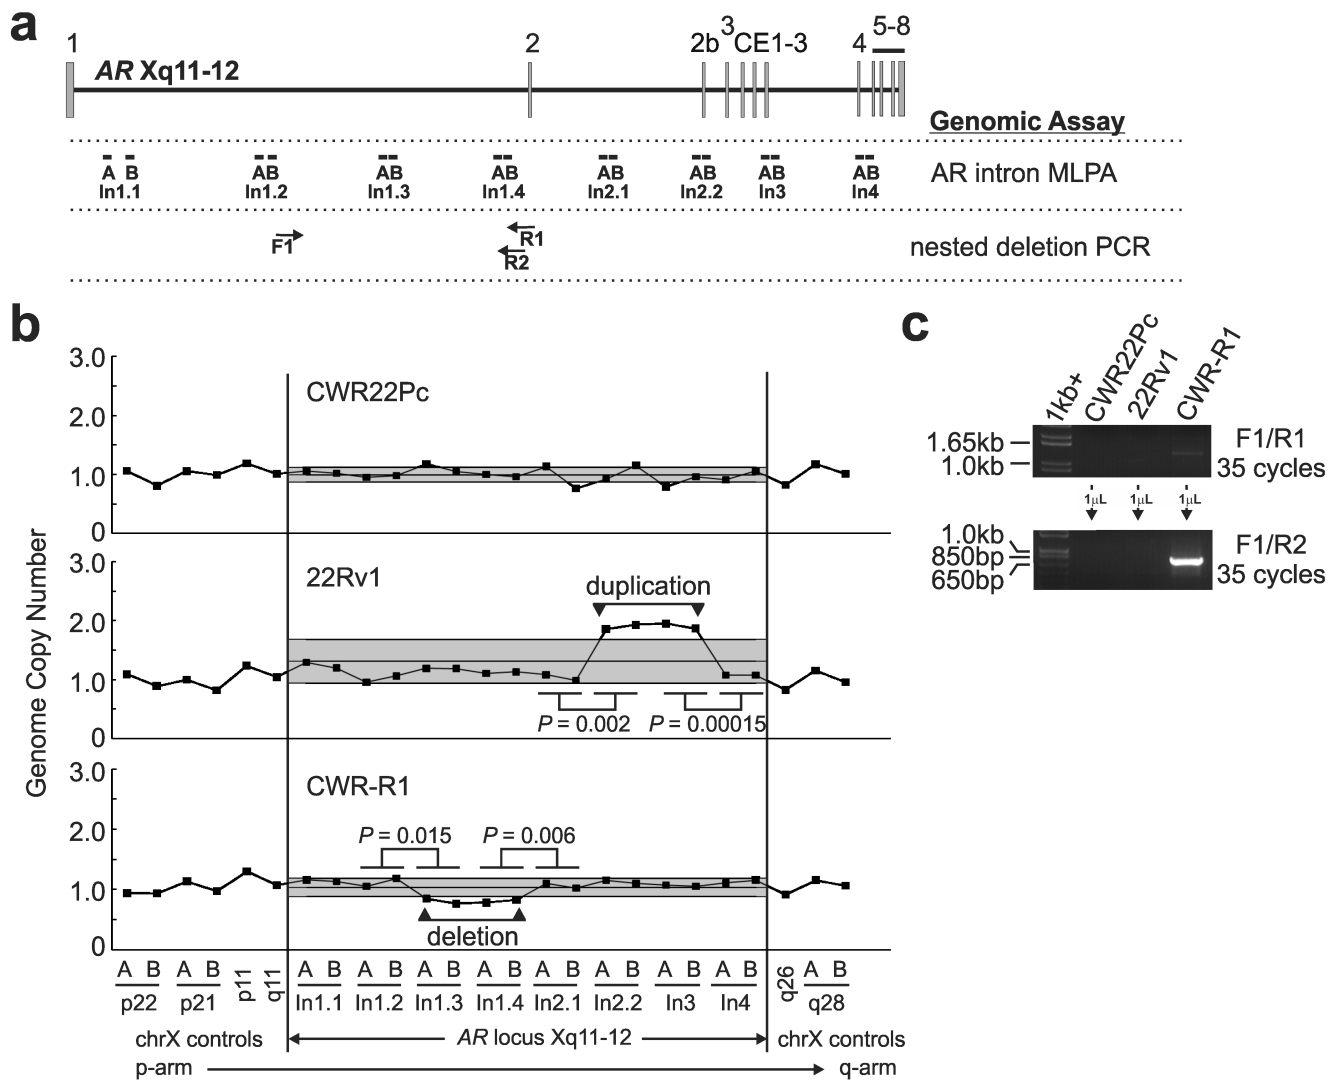 a
1 2 2b 3 CE1-3 4 5-8
AR Xq11-12
Genomic Assay
A B AB AB AB AB AB AB AB
In1.1 In1.2 In1.3 In1.4 In2.1 In2.2 In3 In4
AR intron MLPA
F1 R1
R2
nested deletion PCR
b
Genome Copy Number
3.0
CWR22Pc
2.0
1.0
0
3.0
22Rv1
duplication
2.0
1.0
P = 0.002 P = 0.00015
0
3.0
CWR-R1
2.0
P = 0.015 P = 0.006
1.0
deletion
0
A B A B p11 q11 A B A B A B A B A B A B A B A B q26 A B
p22 p21 In1.1 In1.2 In1.3 In1.4 In2.1 In2.2 In3 In4 q28
chrX controls AR locus Xq11-12 chrX controls
p-arm q-arm
c
1kb+ CWR22Pc 22Rv1 CWR-R1
1.65kb
1.0kb
F1/R1
35 cycles
1µL 1µL 1µL
1.0kb
850bp
650bp
F1/R2
35 cycles